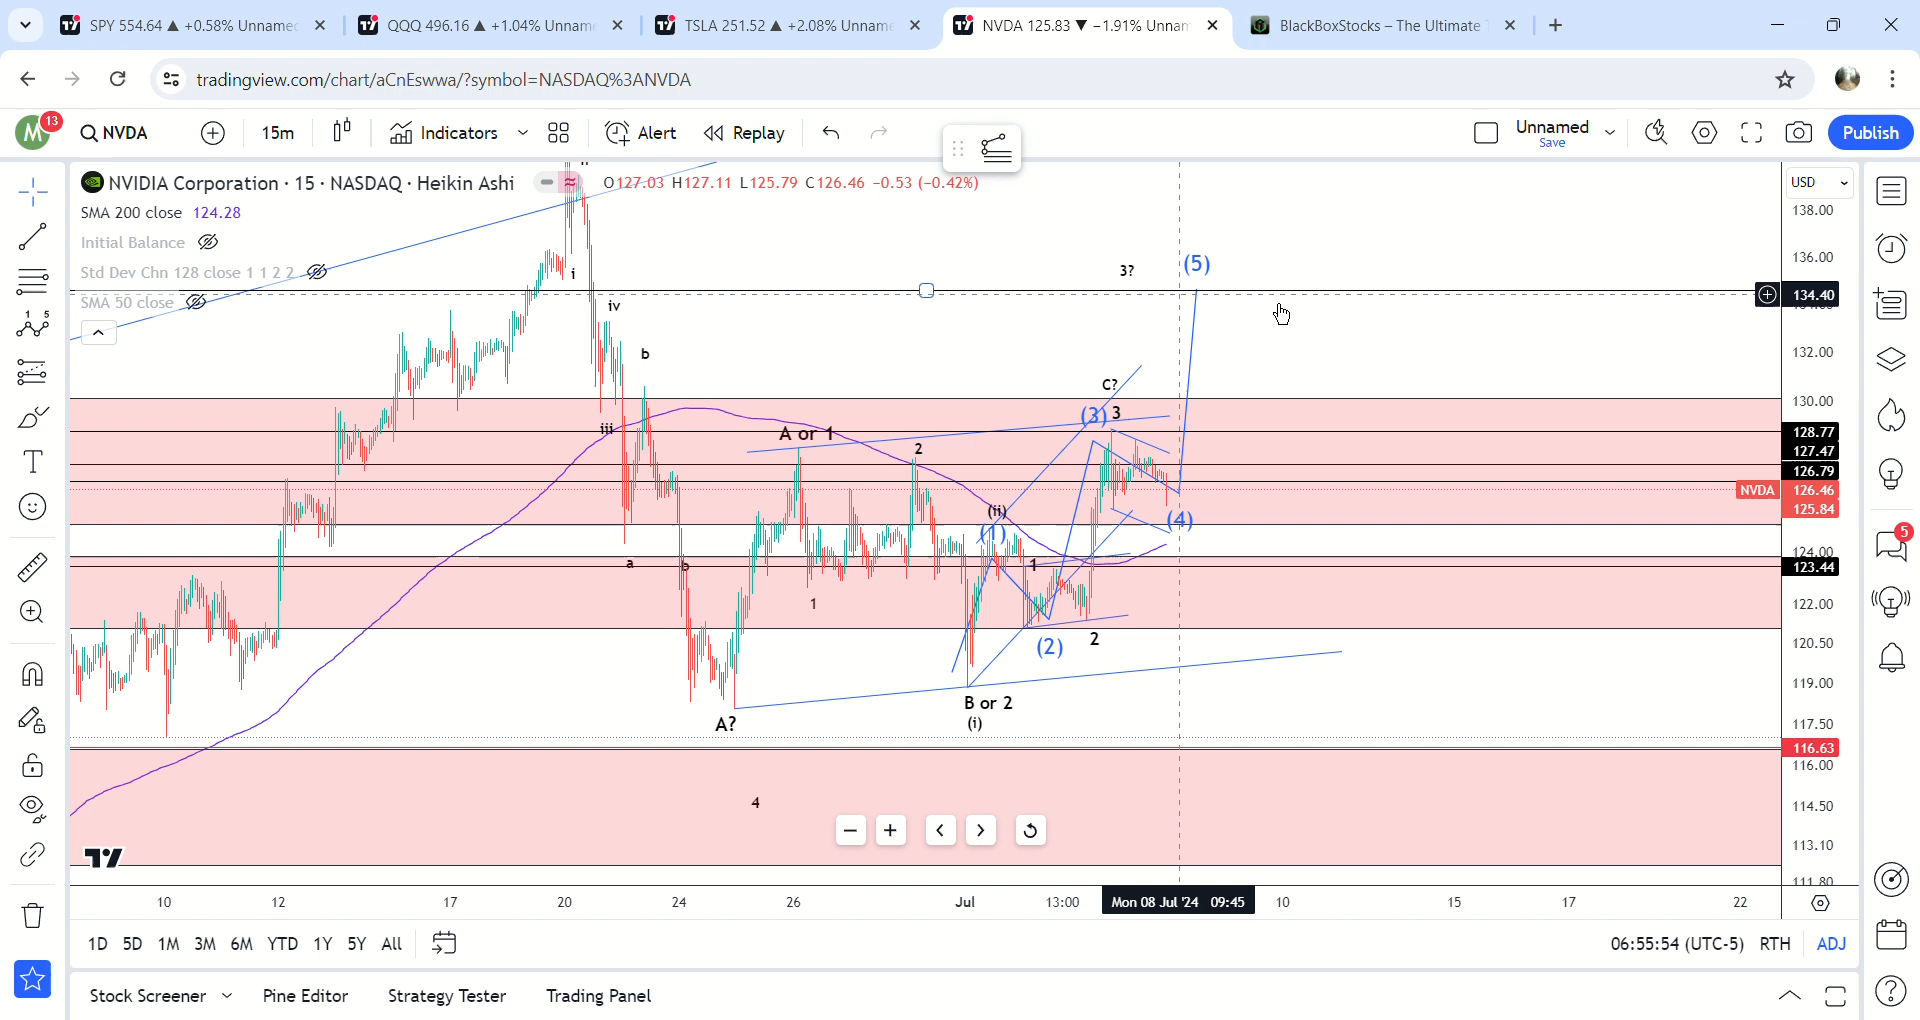 SPY 554.64 ▲ +0.58% Unname
QQQ 496.16 ▲ +1.04% Unnam
TSLA 251.52 ▲ +2.08% Unname
NVDA 125.83 ▼ −1.91% Unnam
BlackBoxStocks – The Ultimate
tradingview.com/chart/aCnEswwa/?symbol=NASDAQ%3ANVDA
M
13
NVDA
15m
Indicators
Alert
Replay
Unnamed
Save
Publish
NVIDIA Corporation · 15 · NASDAQ · Heikin Ashi
O127.03 H127.11 L125.79 C126.46 −0.53 (−0.42%)
SMA 200 close 124.28
Initial Balance
Std Dev Chn 128 close 1 1 2 2
SMA 50 close
USD
138.00
136.00
134.40
132.00
130.00
128.77
127.47
126.79
NVDA 126.46
125.84
124.00
123.44
122.00
120.50
119.00
117.50
116.63
116.00
114.50
113.10
111.80
i
iv
b
iii
a
b
A?
4
A or 1
1
2
(ii)
(1)
B or 2
(i)
1
(2)
2
C?
(3) 3
(4)
3?
(5)
1 5
5
10
12
17
20
24
26
Jul
13:00
Mon 08 Jul '24 09:45
10
15
17
22
1D 5D 1M 3M 6M YTD 1Y 5Y All
06:55:54 (UTC-5) RTH ADJ
Stock Screener
Pine Editor
Strategy Tester
Trading Panel